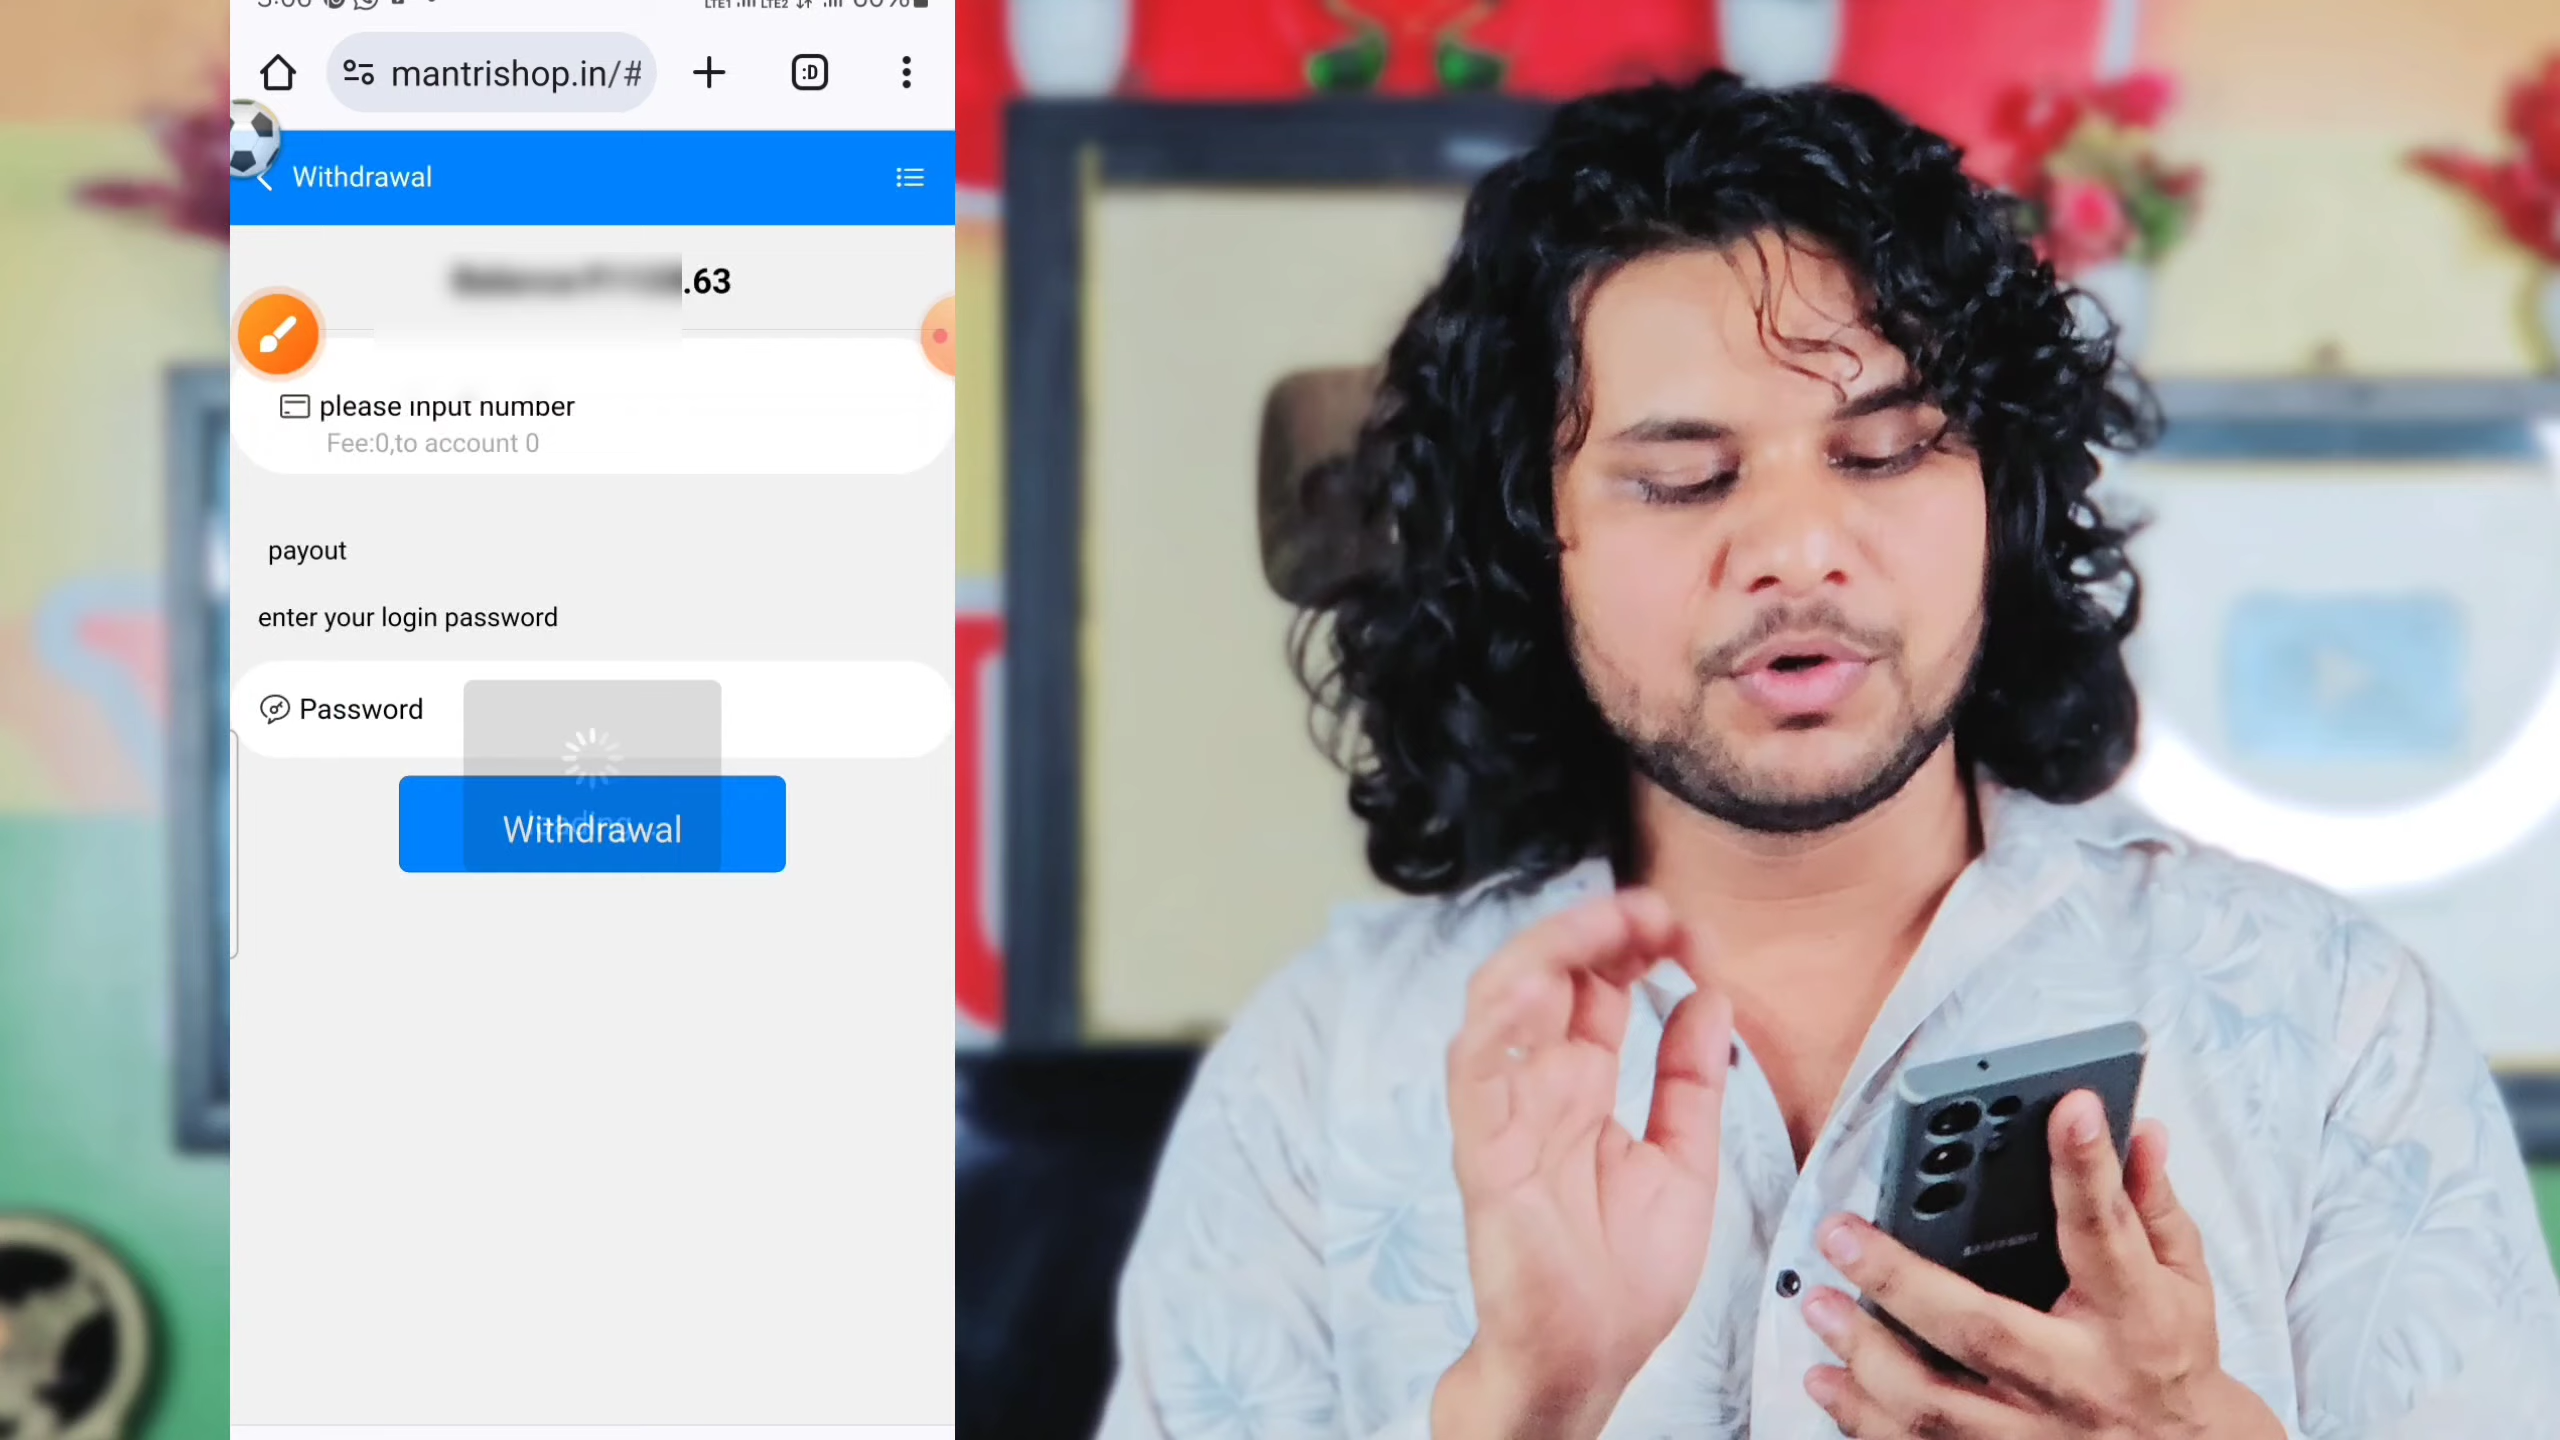 mantrishop.in/#
Withdrawal
.63
please input number
Fee:0,to account 0
payout
enter your login password
Password
Withdrawal
SAMSUNG